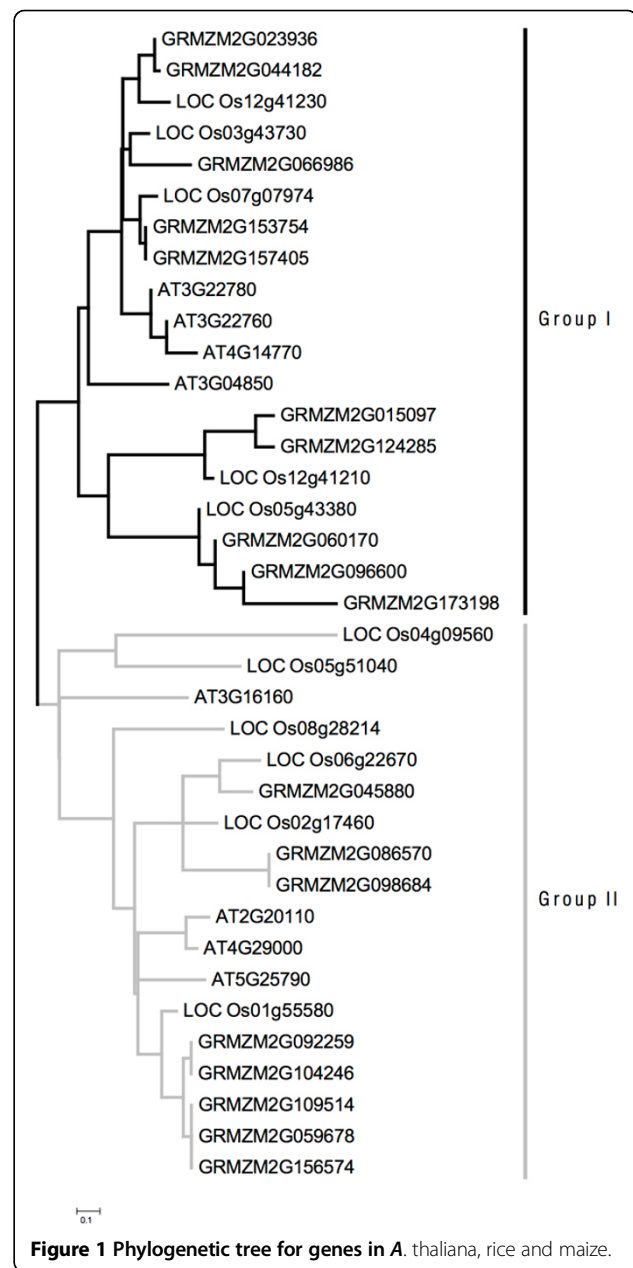 GRMZM2G023936
GRMZM2G044182
LOC Os12g41230
LOC Os03g43730
GRMZM2G066986
LOC Os07g07974
GRMZM2G153754
GRMZM2G157405
AT3G22780
AT3G22760
AT4G14770
AT3G04850
GRMZM2G015097
GRMZM2G124285
LOC Os12g41210
LOC Os05g43380
GRMZM2G060170
GRMZM2G096600
GRMZM2G173198
Group I
LOC Os04g09560
LOC Os05g51040
AT3G16160
LOC Os08g28214
LOC Os06g22670
GRMZM2G045880
LOC Os02g17460
GRMZM2G086570
GRMZM2G098684
AT2G20110
AT4G29000
AT5G25790
LOC Os01g55580
GRMZM2G092259
GRMZM2G104246
GRMZM2G109514
GRMZM2G059678
GRMZM2G156574
Group II
0.1
Figure 1 Phylogenetic tree for genes in A. thaliana, rice and maize.